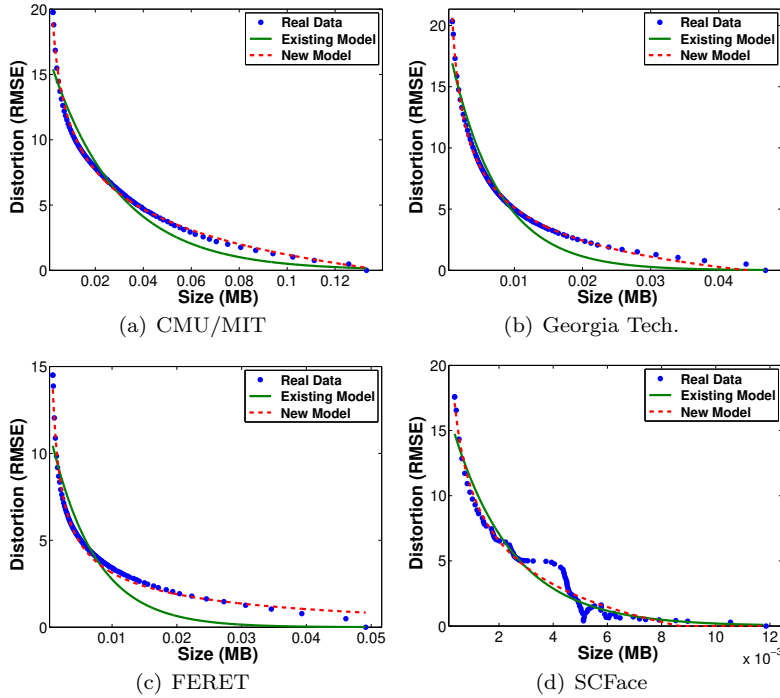 20
15
10
5
0
Distortion (RMSE)
Real Data
Existing Model
New Model
0.02 0.04 0.06 0.08 0.1 0.12
Size (MB)
(a) CMU/MIT
20
15
10
5
0
Distortion (RMSE)
Real Data
Existing Model
New Model
0.01 0.02 0.03 0.04
Size (MB)
(b) Georgia Tech.
15
10
5
0
Distortion (RMSE)
Real Data
Existing Model
New Model
0.01 0.02 0.03 0.04 0.05
Size (MB)
(c) FERET
20
15
10
5
0
Distortion (RMSE)
Real Data
Existing Model
New Model
2 4 6 8 10 12
x 10⁻³
Size (MB)
(d) SCFace